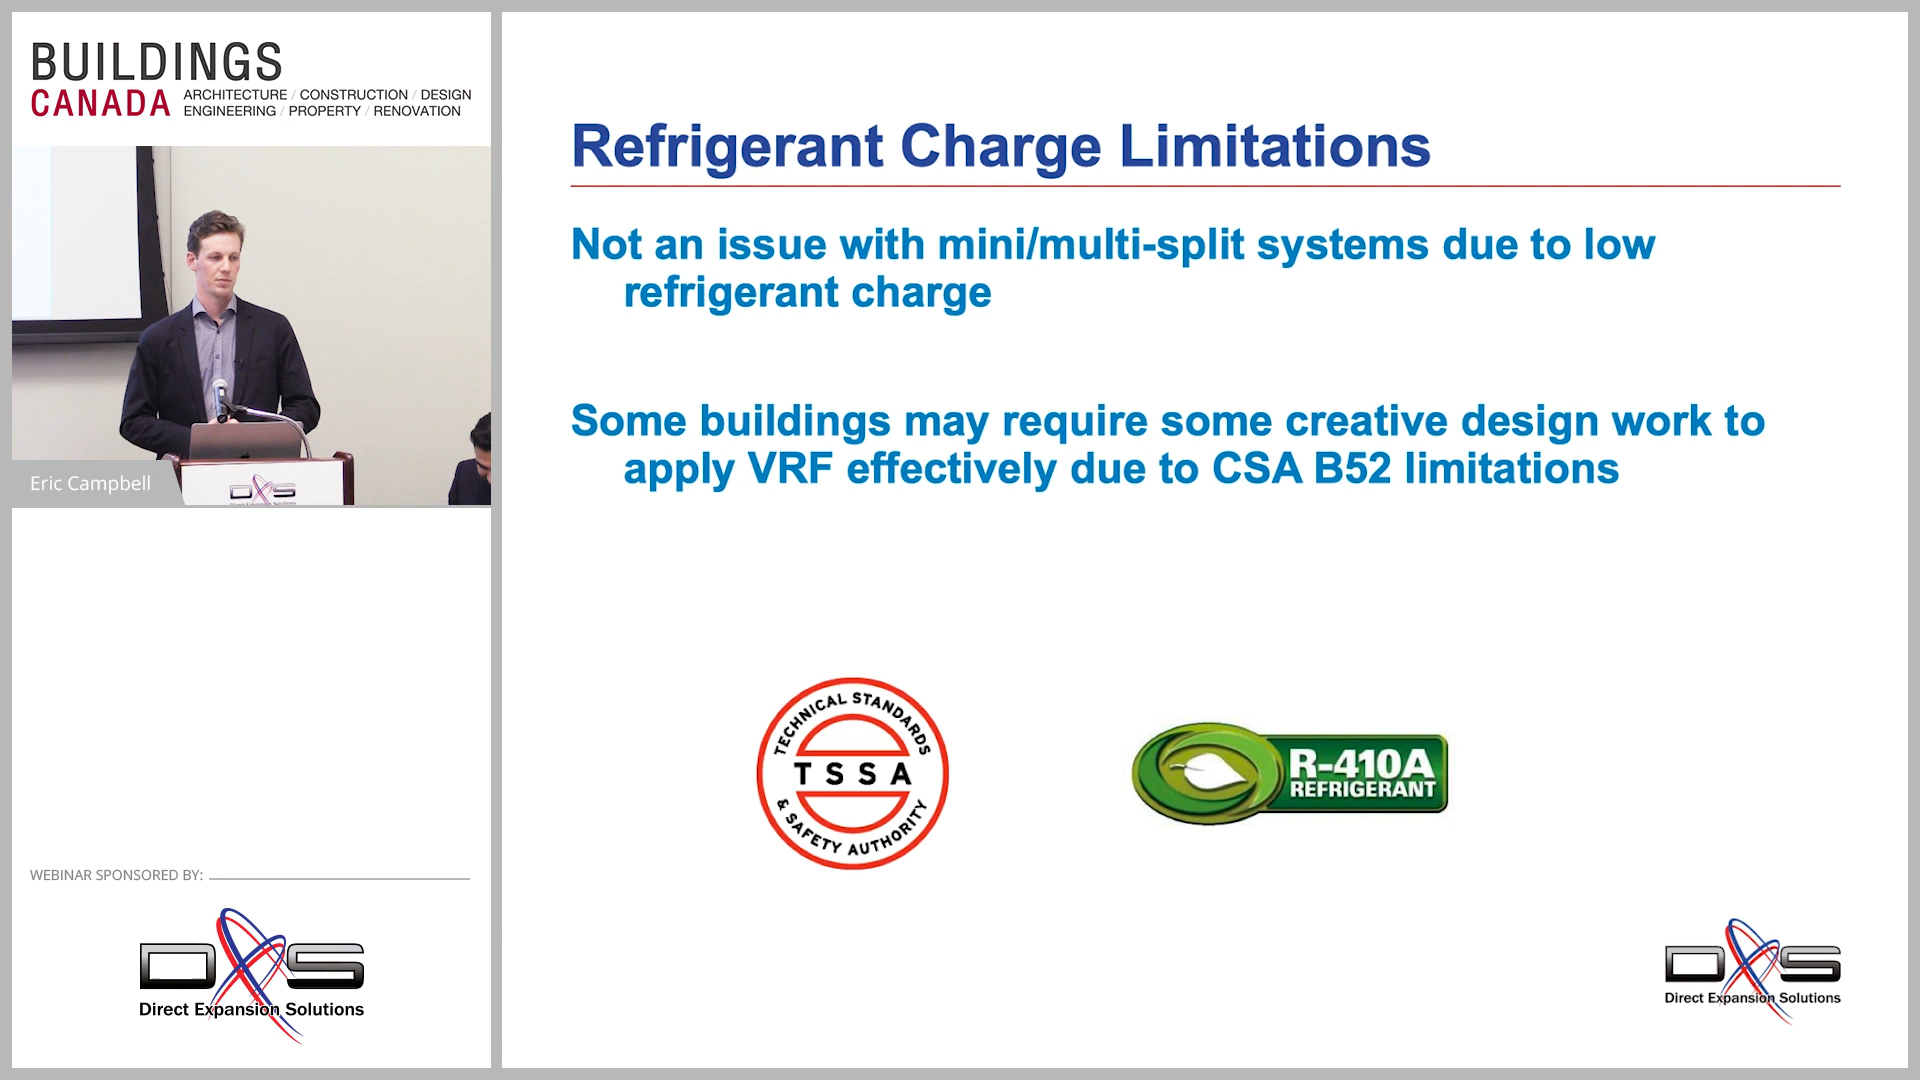 BUILDINGS
CANADA
ARCHITECTURE / CONSTRUCTION / DESIGN
ENGINEERING / PROPERTY / RENOVATION
Eric Campbell
WEBINAR SPONSORED BY:
DXS
Direct Expansion Solutions
Refrigerant Charge Limitations
Not an issue with mini/multi-split systems due to low
refrigerant charge
Some buildings may require some creative design work to
apply VRF effectively due to CSA B52 limitations
TECHNICAL STANDARDS
TSSA
& SAFETY AUTHORITY
R-410A
REFRIGERANT
DXS
Direct Expansion Solutions